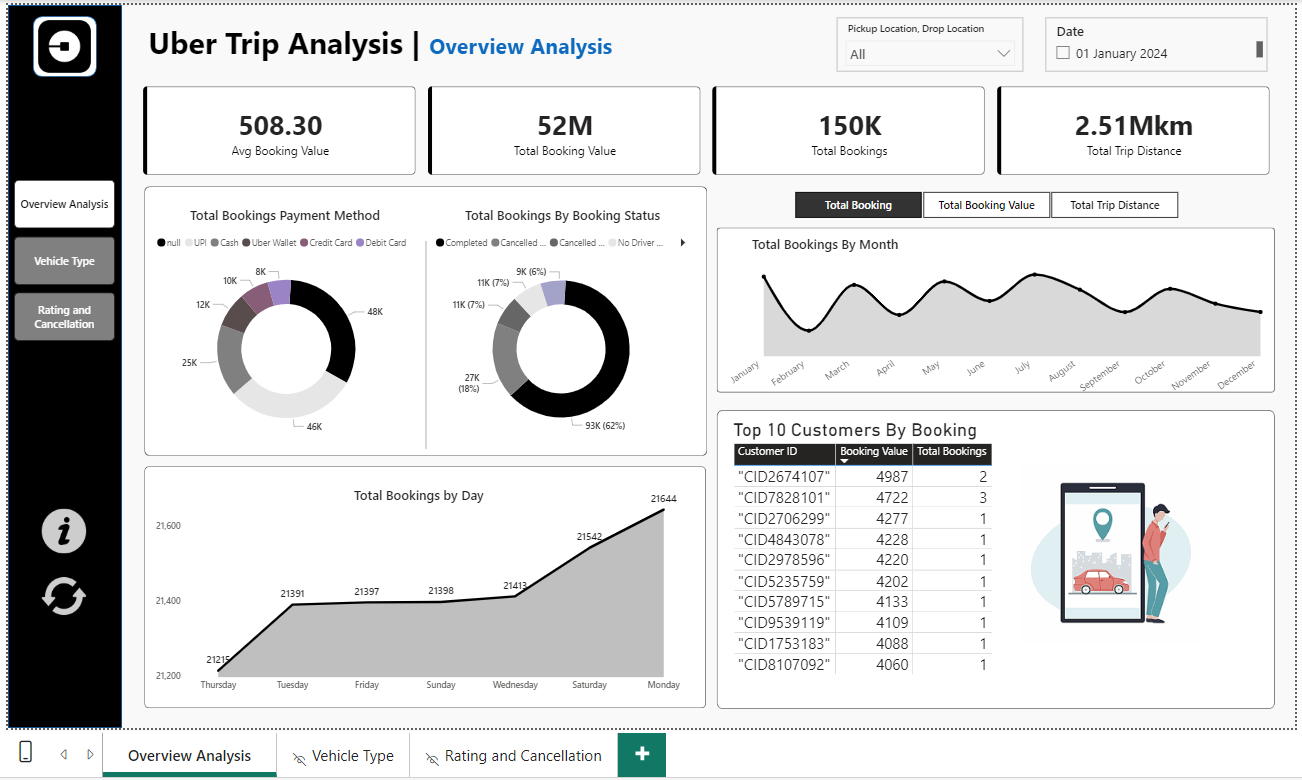 Uber Trip Analysis | Overview Analysis
Pickup Location, Drop Location
All
Date
01 January 2024
508.30
Avg Booking Value
52M
Total Booking Value
150K
Total Bookings
2.51Mkm
Total Trip Distance
Overview Analysis
Vehicle Type
Rating and
Cancellation
i
Total Bookings Payment Method
null UPI Cash Uber Wallet Credit Card Debit Card
8K
10K
12K
25K
48K
46K
Total Bookings By Booking Status
Completed Cancelled ... Cancelled ... No Driver ...
9K (6%)
11K (7%)
11K (7%)
27K
(18%)
93K (62%)
Total Booking Total Booking Value Total Trip Distance
Total Bookings By Month
January February March April May June July August September October November December
Total Bookings by Day
21,600
21,400
21,200
21215 21391 21397 21398 21413 21542 21644
Thursday Tuesday Friday Sunday Wednesday Saturday Monday
Top 10 Customers By Booking
Customer ID Booking Value Total Bookings
"CID2674107" 4987 2
"CID7828101" 4722 3
"CID2706299" 4277 1
"CID4843078" 4228 1
"CID2978596" 4220 1
"CID5235759" 4202 1
"CID5789715" 4133 1
"CID9539119" 4109 1
"CID1753183" 4088 1
"CID8107092" 4060 1
Overview Analysis Vehicle Type Rating and Cancellation +